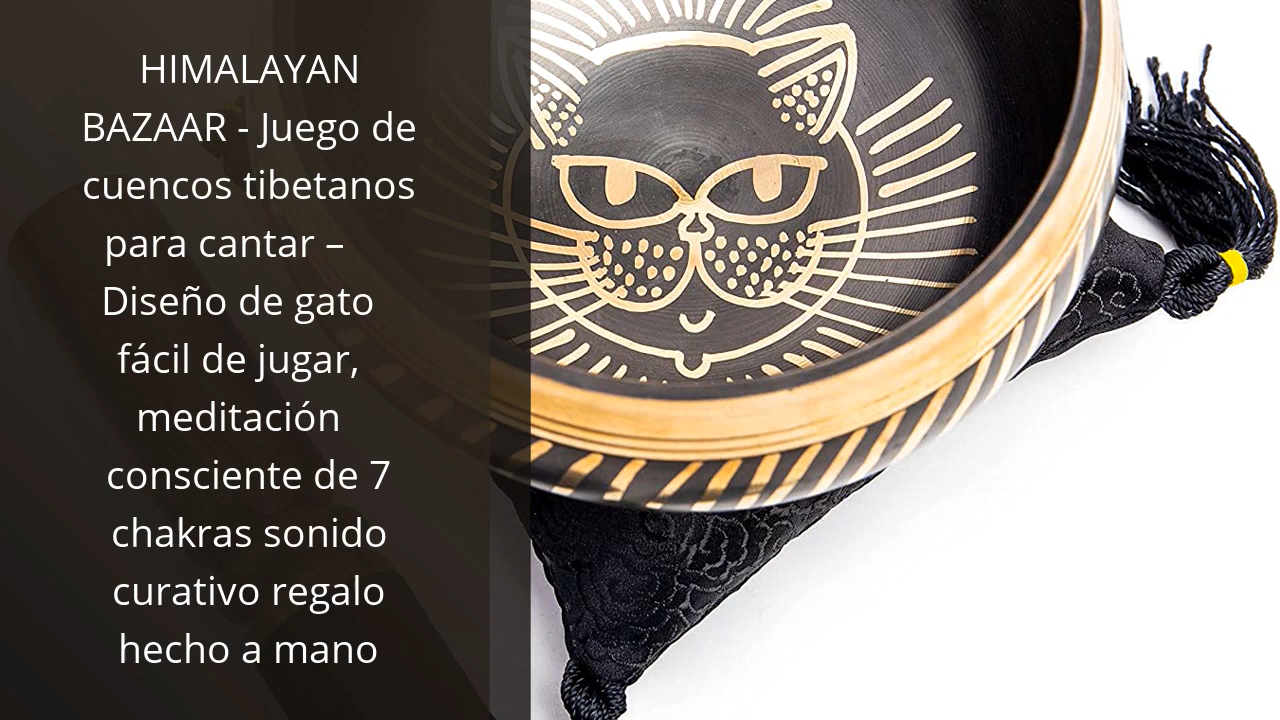 HIMALAYAN
BAZAAR - Juego de
cuencos tibetanos
para cantar –
Diseño de gato
fácil de jugar,
meditación
consciente de 7
chakras sonido
curativo regalo
hecho a mano